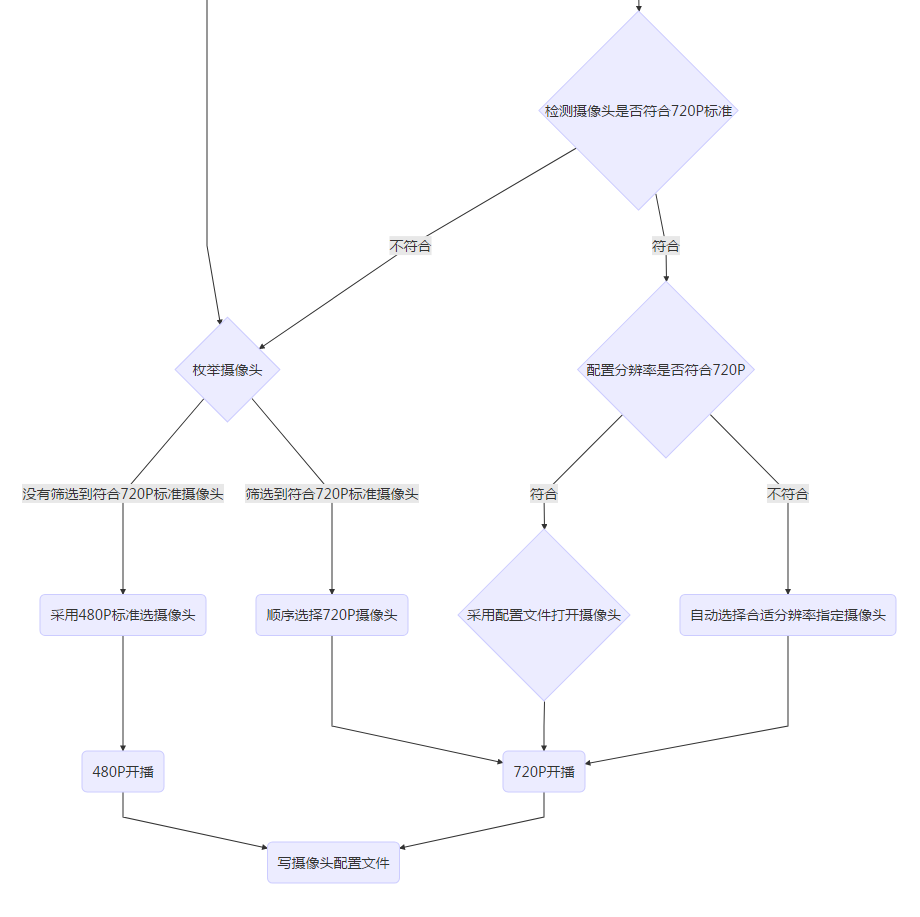 检测摄像头是否符合720P标准
不符合
符合
枚举摄像头
配置分辨率是否符合720P
没有筛选到符合720P标准摄像头
筛选到符合720P标准摄像头
符合
不符合
采用480P标准选摄像头
顺序选择720P摄像头
采用配置文件打开摄像头
自动选择合适分辨率指定摄像头
480P开播
720P开播
写摄像头配置文件